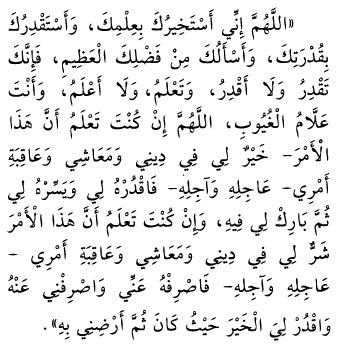 «اللَّهُمَّ إِنِّي أَسْتَخِيرُكَ بِعِلْمِكَ، وَأَسْتَقْدِرُكَ
بِقُدْرَتِكَ، وَأَسْأَلُكَ مِنْ فَضْلِكَ الْعَظِيمِ، فَإِنَّكَ
تَقْدِرُ وَلَا أَقْدِرُ، وَتَعْلَمُ، وَلَا أَعْلَمُ، وَأَنْتَ
عَلَّامُ الْغُيُوبِ، اللَّهُمَّ إِنْ كُنْتَ تَعْلَمُ أَنَّ هَذَا
الْأَمْرَ- خَيْرٌ لِي فِي دِينِي وَمَعَاشِي وَعَاقِبَةِ
أَمْرِي- عَاجِلِهِ وَآجِلِهِ- فَاقْدُرْهُ لِي وَيَسِّرْهُ لِي
ثُمَّ بَارِكْ لِي فِيهِ، وَإِنْ كُنْتَ تَعْلَمُ أَنَّ هَذَا الْأَمْرَ
شَرٌّ لِي فِي دِينِي وَمَعَاشِي وَعَاقِبَةِ أَمْرِي -
عَاجِلِهِ وَآجِلِهِ- فَاصْرِفْهُ عَنِّي وَاصْرِفْنِي عَنْهُ
وَاقْدُرْ لِيَ الْخَيْرَ حَيْثُ كَانَ ثُمَّ أَرْضِنِي بِهِ».